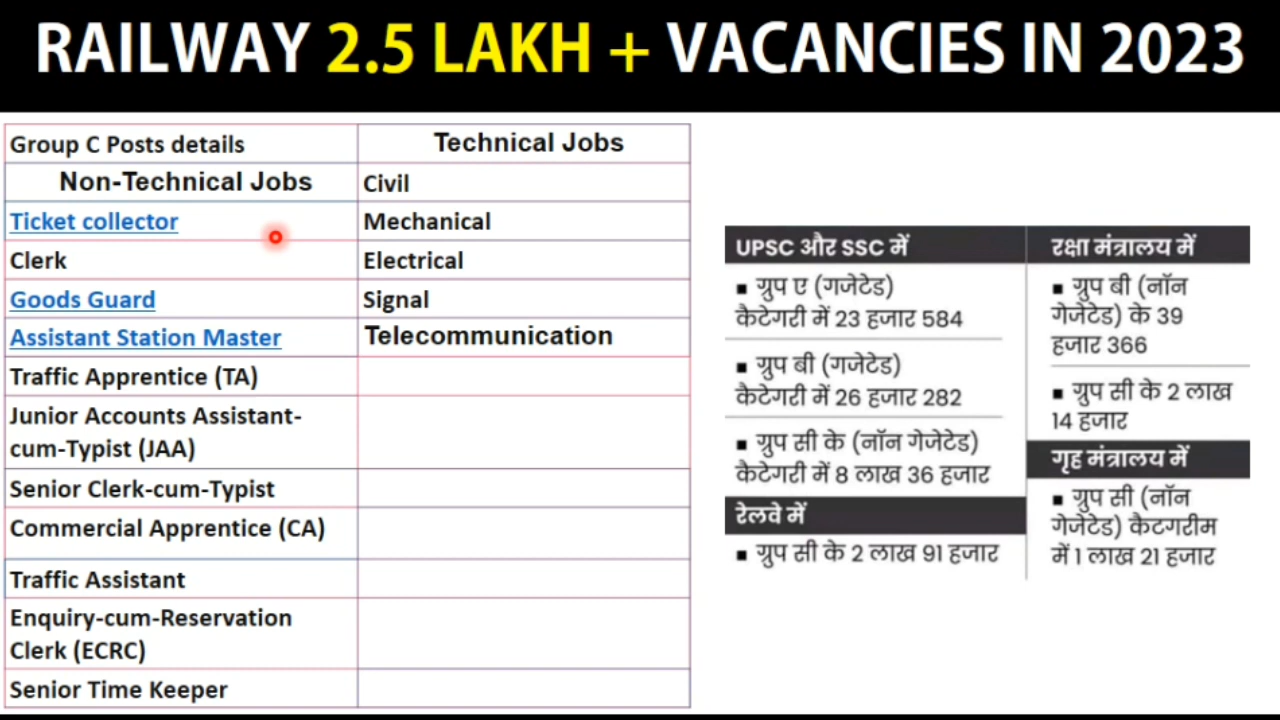 RAILWAY 2.5 LAKH + VACANCIES IN 2023
Group C Posts details
Technical Jobs
Non-Technical Jobs
Civil
Ticket collector
Mechanical
Clerk
Electrical
Goods Guard
Signal
Assistant Station Master
Telecommunication
Traffic Apprentice (TA)
Junior Accounts Assistant-
cum-Typist (JAA)
Senior Clerk-cum-Typist
Commercial Apprentice (CA)
Traffic Assistant
Enquiry-cum-Reservation
Clerk (ECRC)
Senior Time Keeper
UPSC और SSC में
▪ ग्रुप ए (गजेटेड)
कैटेगरी में 23 हजार 584
▪ ग्रुप बी (गजेटेड)
कैटेगरी में 26 हजार 282
▪ ग्रुप सी के (नॉन गेजेटेड)
कैटेगरी में 8 लाख 36 हजार
रेलवे में
▪ ग्रुप सी के 2 लाख 91 हजार
रक्षा मंत्रालय में
▪ ग्रुप बी (नॉन
गेजेटेड) के 39
हजार 366
▪ ग्रुप सी के 2 लाख
14 हजार
गृह मंत्रालय में
▪ ग्रुप सी (नॉन
गेजेटेड) कैटगरीम
में 1 लाख 21 हजार